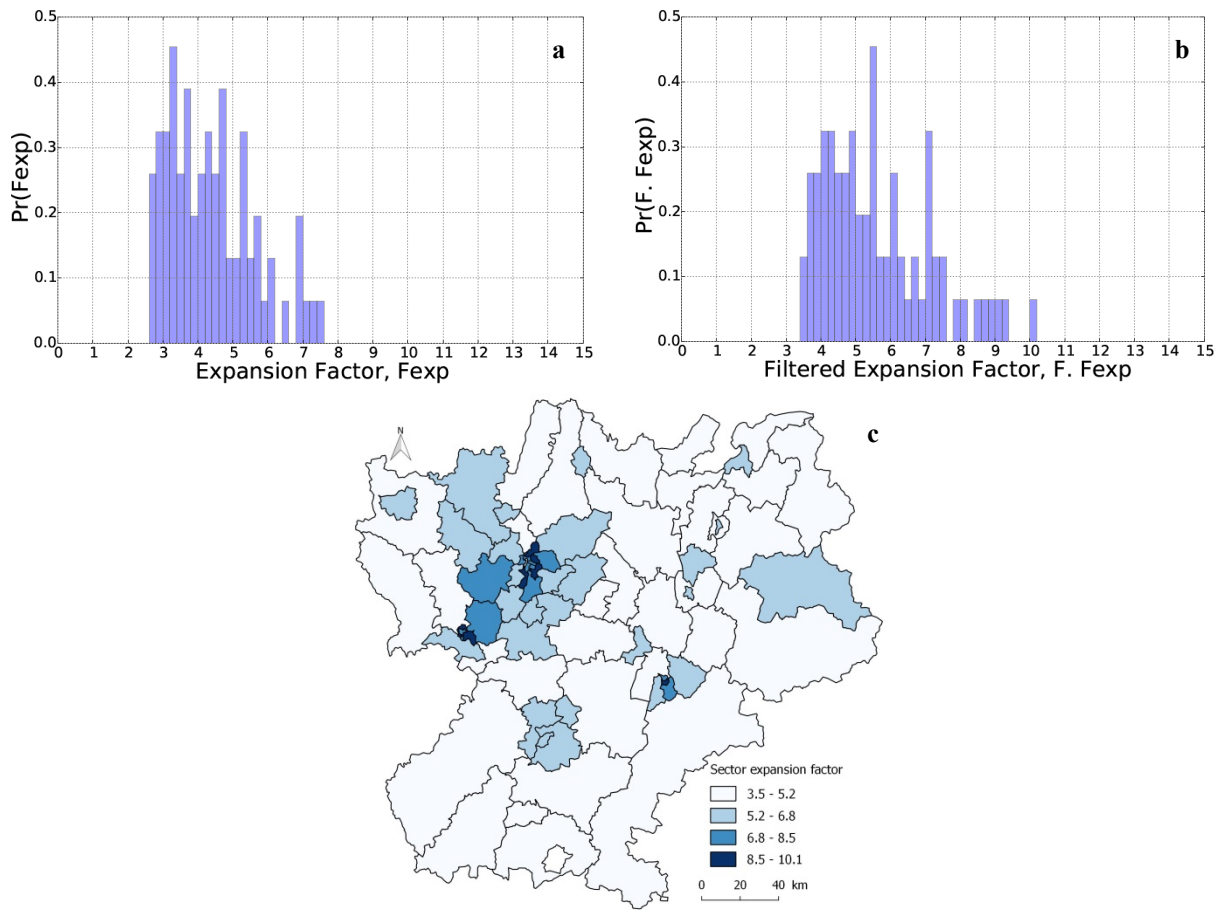 a
Pr(Fexp)
0.5
0.4
0.3
0.2
0.1
0.0
0 1 2 3 4 5 6 7 8 9 10 11 12 13 14 15
Expansion Factor, Fexp
b
Pr(F. Fexp)
0.5
0.4
0.3
0.2
0.1
0.0
0 1 2 3 4 5 6 7 8 9 10 11 12 13 14 15
Filtered Expansion Factor, F. Fexp
c
N
Sector expansion factor
3.5 - 5.2
5.2 - 6.8
6.8 - 8.5
8.5 - 10.1
0 20 40 km